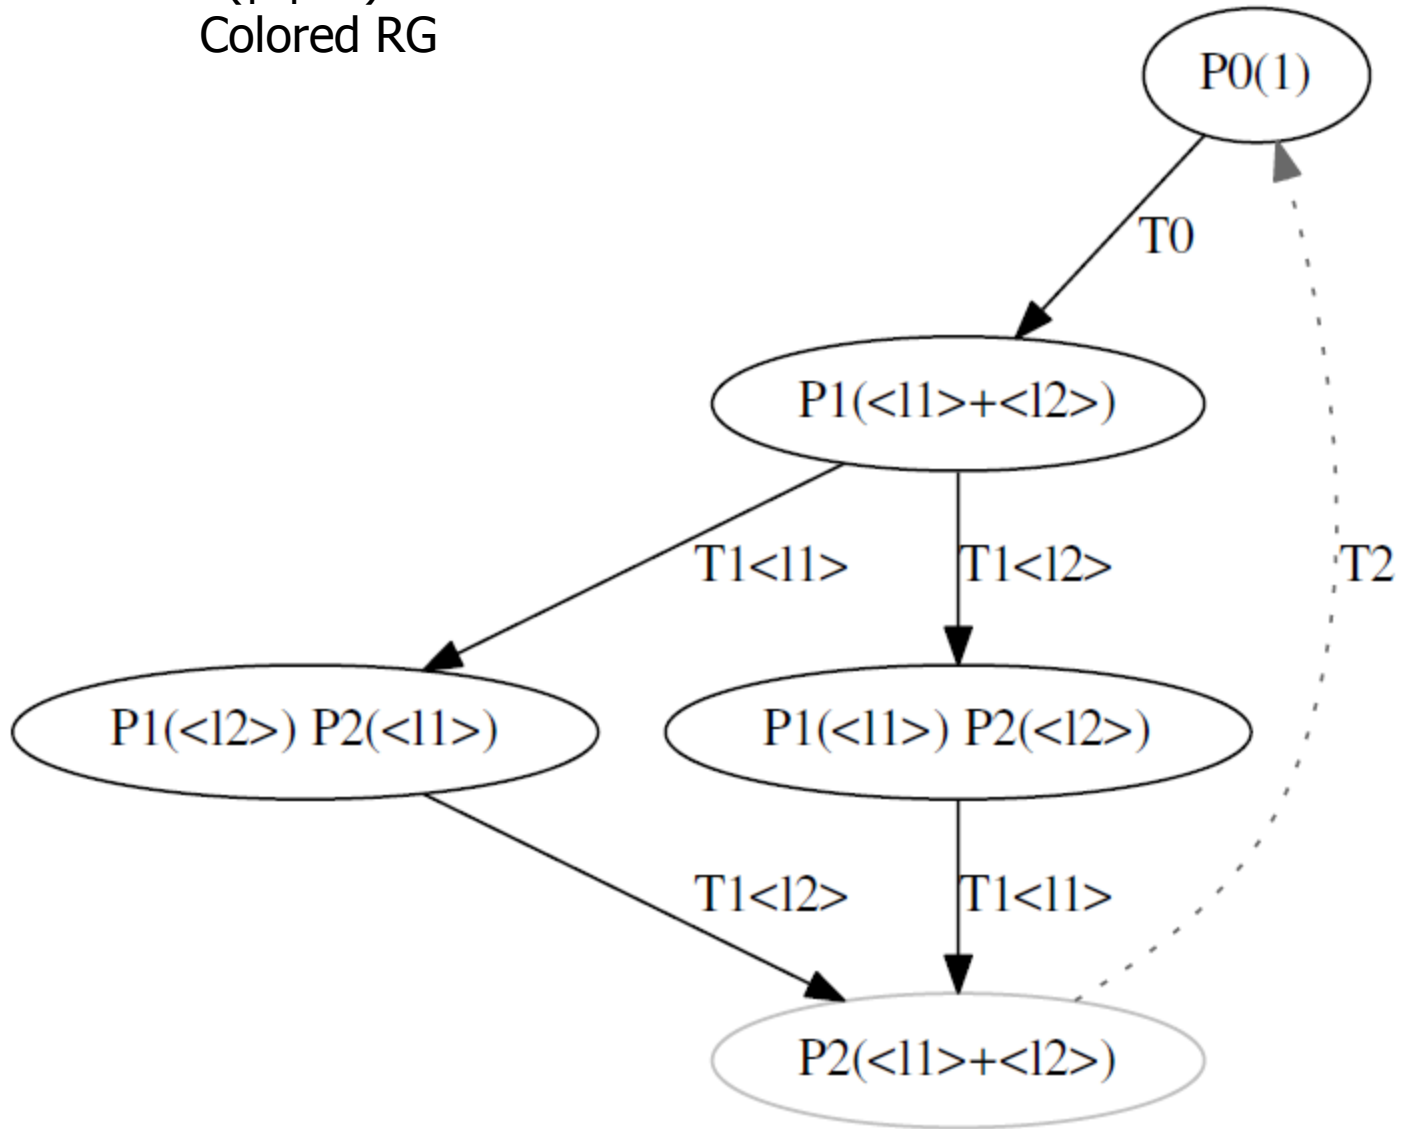 Colored RG
P0(1)
T0
P1(<l1>+<l2>)
T1<l1>
T1<l2>
T2
P1(<l2>) P2(<l1>)
P1(<l1>) P2(<l2>)
T1<l2>
T1<l1>
P2(<l1>+<l2>)